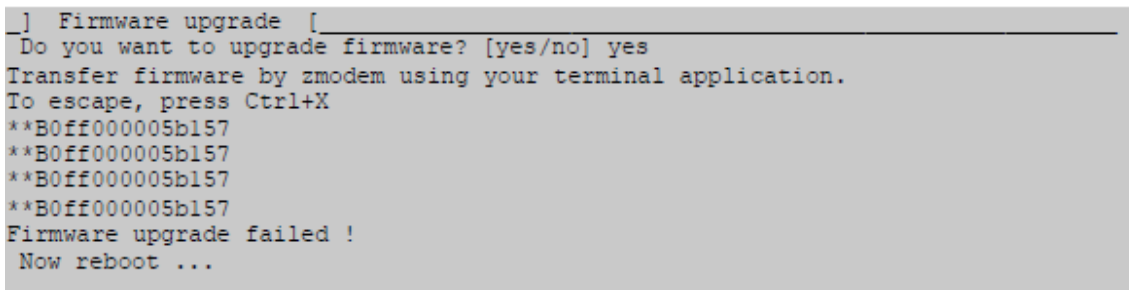 _]  Firmware upgrade  [________________________________________________________
 Do you want to upgrade firmware? [yes/no] yes
Transfer firmware by zmodem using your terminal application.
To escape, press Ctrl+X
**B0ff000005b157
**B0ff000005b157
**B0ff000005b157
**B0ff000005b157
Firmware upgrade failed !
 Now reboot ...